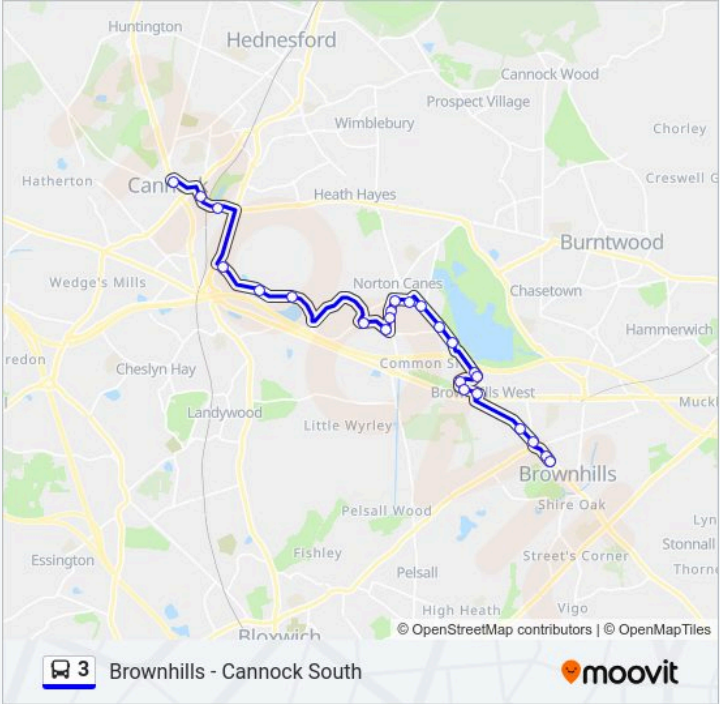 Huntington
Hednesford
Cannock Wood
Prospect Village
Wimblebury
Chorley
Hatherton
Cannock
Heath Hayes
Creswell G
Burntwood
Wedge's Mills
Norton Canes
Chasetown
Hammerwich
redon
Cheslyn Hay
Common S
Brownhills West
Landywood
Muckl
Little Wyrley
Brownhills
Pelsall Wood
Shire Oak
Lyn
Fishley
Street's Corner
Stonnall
Essington
Pelsall
Thorne
High Heath
Vigo
Bloxwich
© OpenStreetMap contributors | © OpenMapTiles
3 Brownhills - Cannock South
moovit